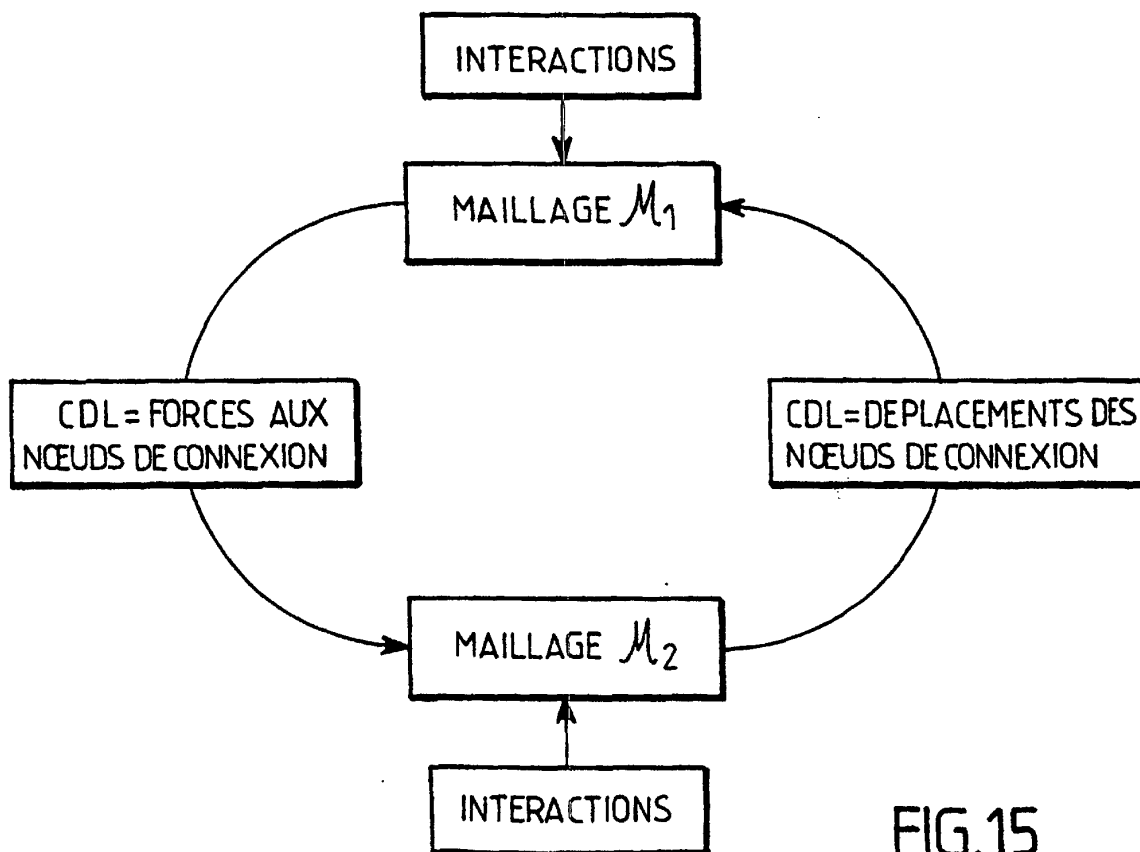 INTERACTIONS
MAILLAGE M1
CDL=FORCES AUX
NŒUDS DE CONNEXION
CDL=DEPLACEMENTS DES
NŒUDS DE CONNEXION
MAILLAGE M2
INTERACTIONS
FIG.15